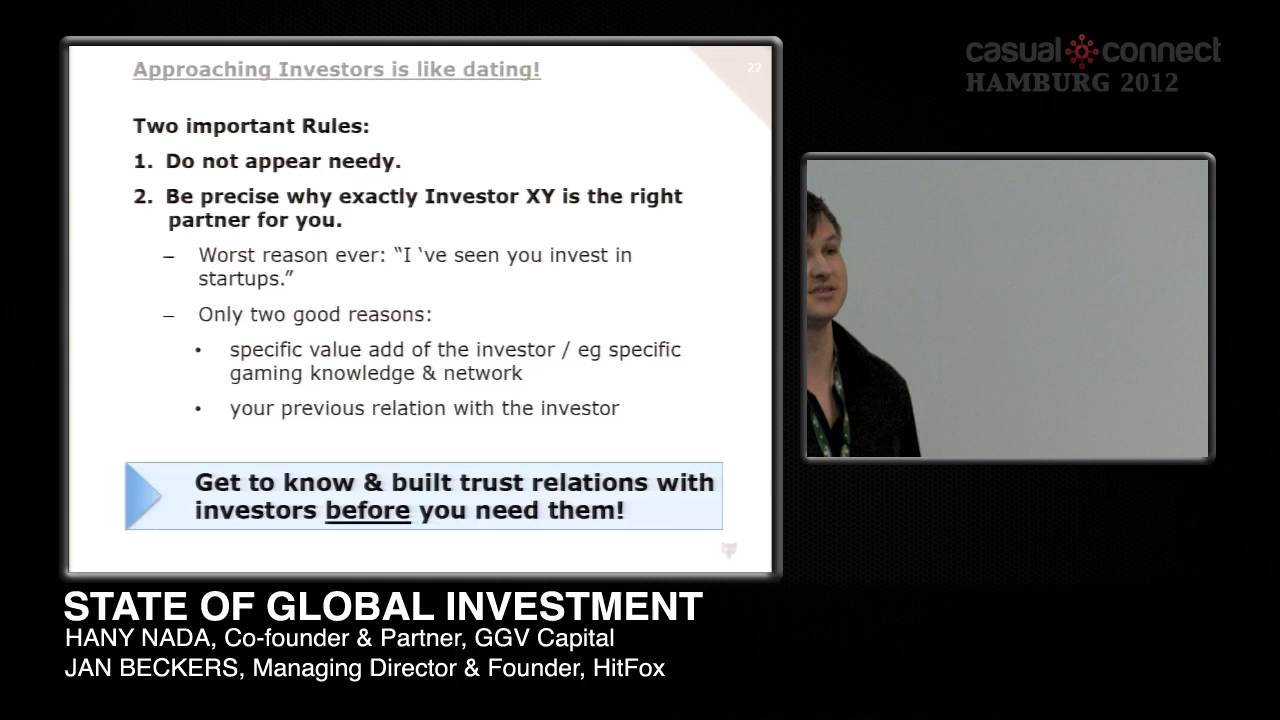 Approaching Investors is like dating!
22
Two important Rules:
1. Do not appear needy.
2. Be precise why exactly Investor XY is the right
partner for you.
– Worst reason ever: “I ‘ve seen you invest in
startups.”
– Only two good reasons:
• specific value add of the investor / eg specific
gaming knowledge & network
• your previous relation with the investor
Get to know & built trust relations with
investors before you need them!
casual connect
HAMBURG 2012
STATE OF GLOBAL INVESTMENT
HANY NADA, Co-founder & Partner, GGV Capital
JAN BECKERS, Managing Director & Founder, HitFox